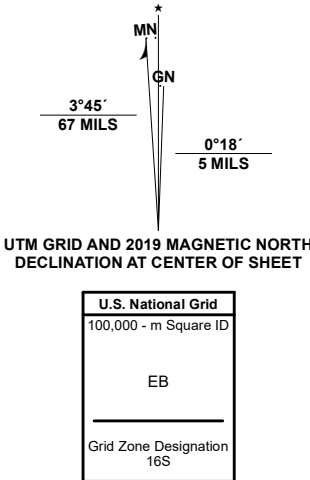 ★
MN
GN
3°45´
67 MILS
0°18´
5 MILS
UTM GRID AND 2019 MAGNETIC NORTH
DECLINATION AT CENTER OF SHEET
U.S. National Grid
100,000 - m Square ID
EB
Grid Zone Designation
16S